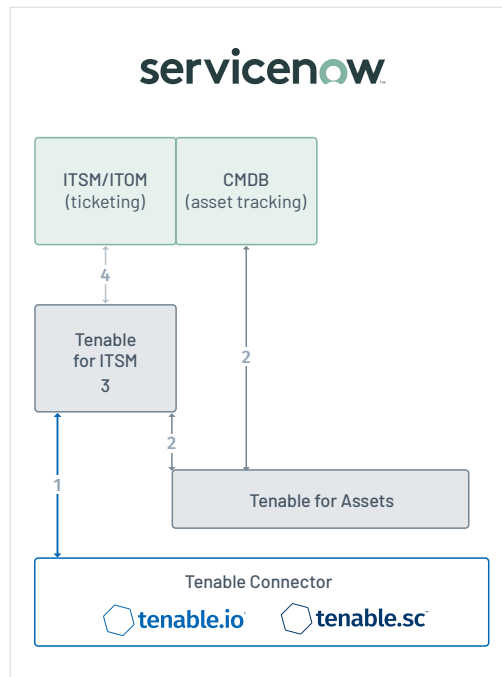 servicenow™
ITSM/ITOM
(ticketing)
CMDB
(asset tracking)
4
Tenable
for ITSM
3
2
2
1
Tenable for Assets
Tenable Connector
tenable.io
tenable.sc